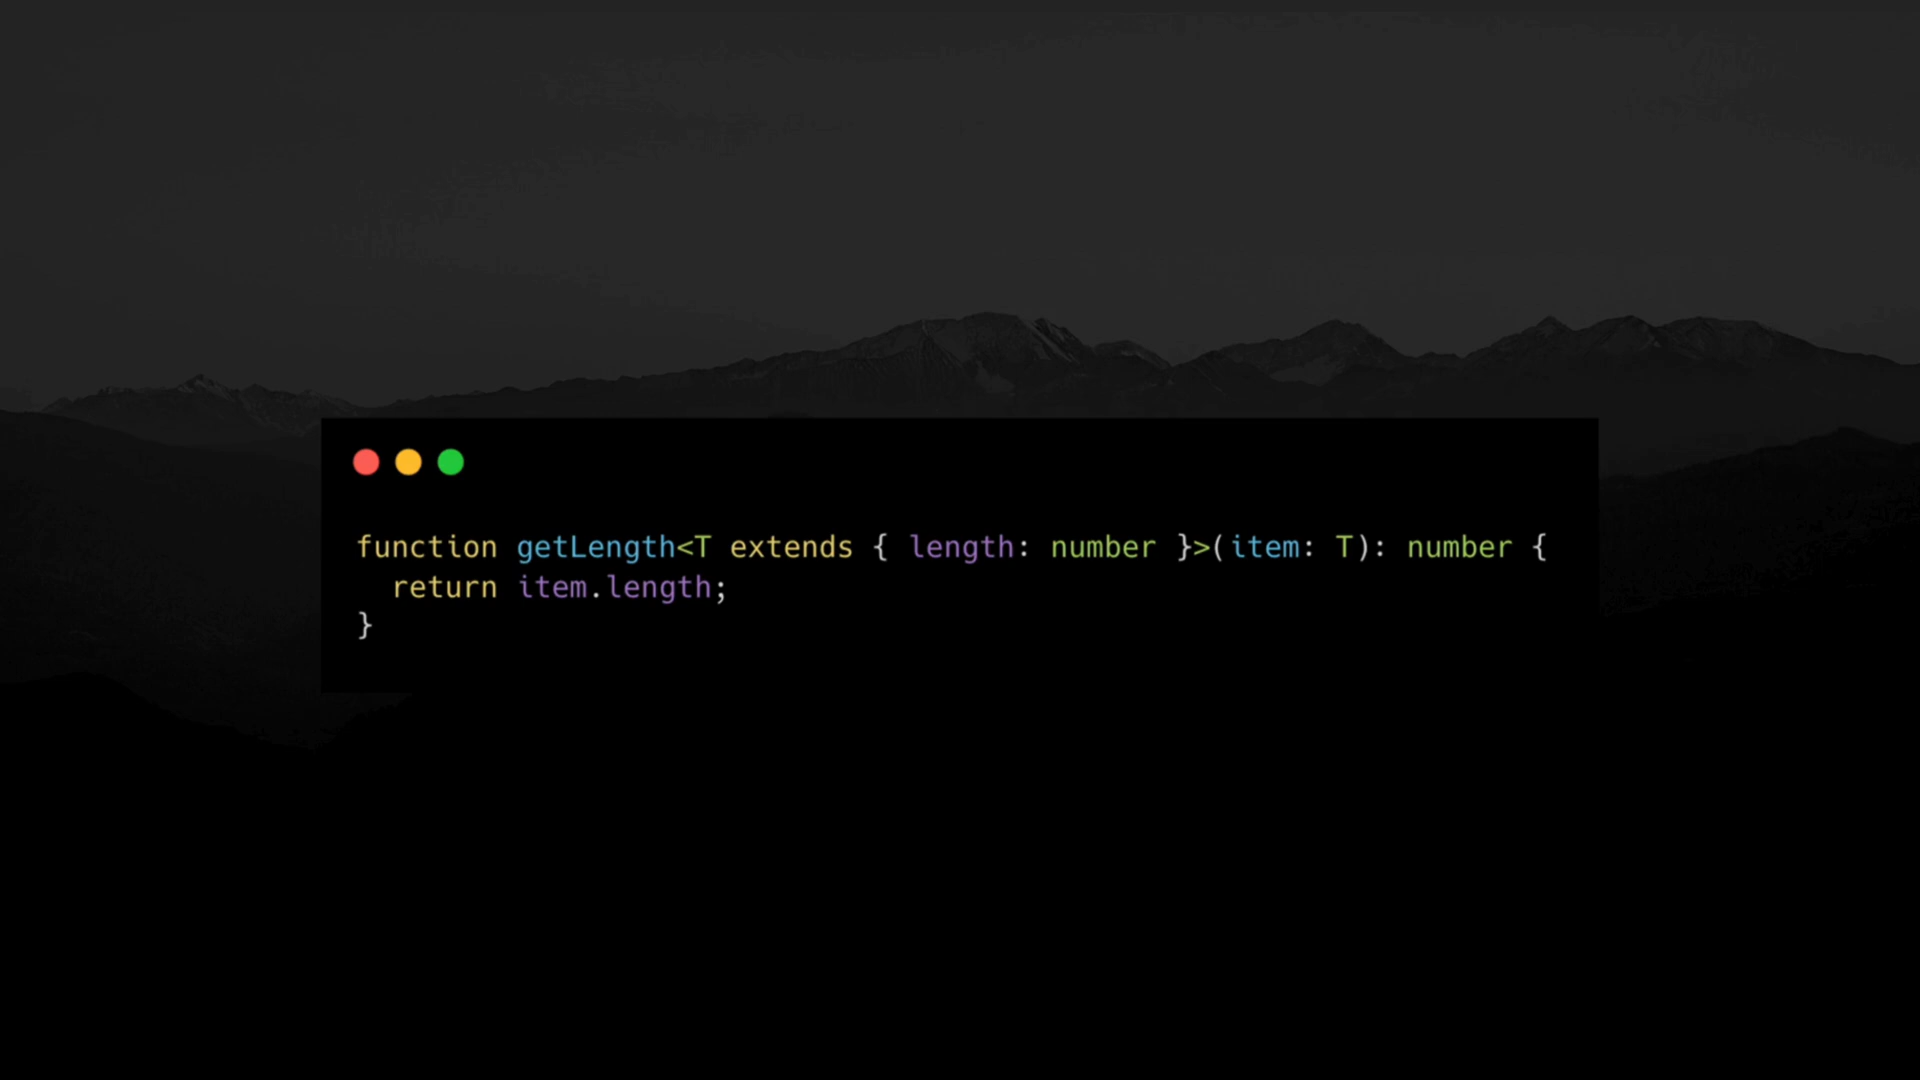 function getLength<T extends { length: number }>(item: T): number {
  return item.length;
}